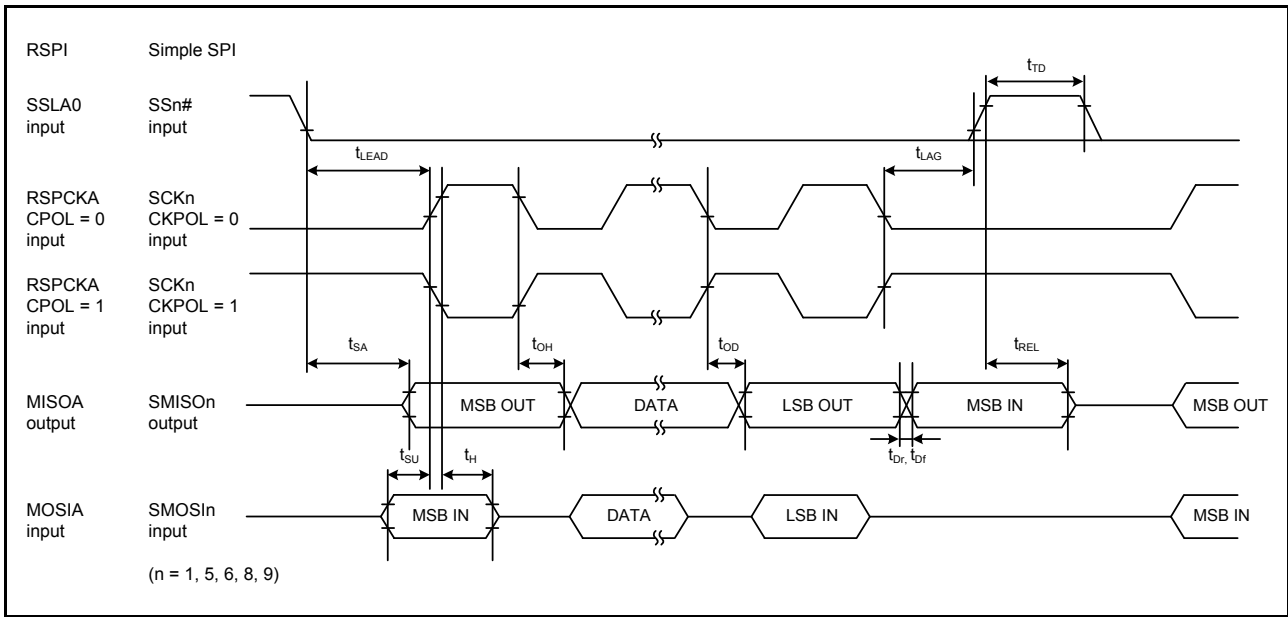 RSPI Simple SPI
tTD
SSLA0 SSn#
input input
tLEAD tLAG
RSPCKA SCKn
CPOL = 0 CKPOL = 0
input input
RSPCKA SCKn
CPOL = 1 CKPOL = 1
input input
tSA tOH tOD tREL
MISOA SMISOn MSB OUT DATA LSB OUT MSB IN MSB OUT
output output
tSU tH tDr, tDf
MOSIA SMOSIn MSB IN DATA LSB IN MSB IN
input input
(n = 1, 5, 6, 8, 9)